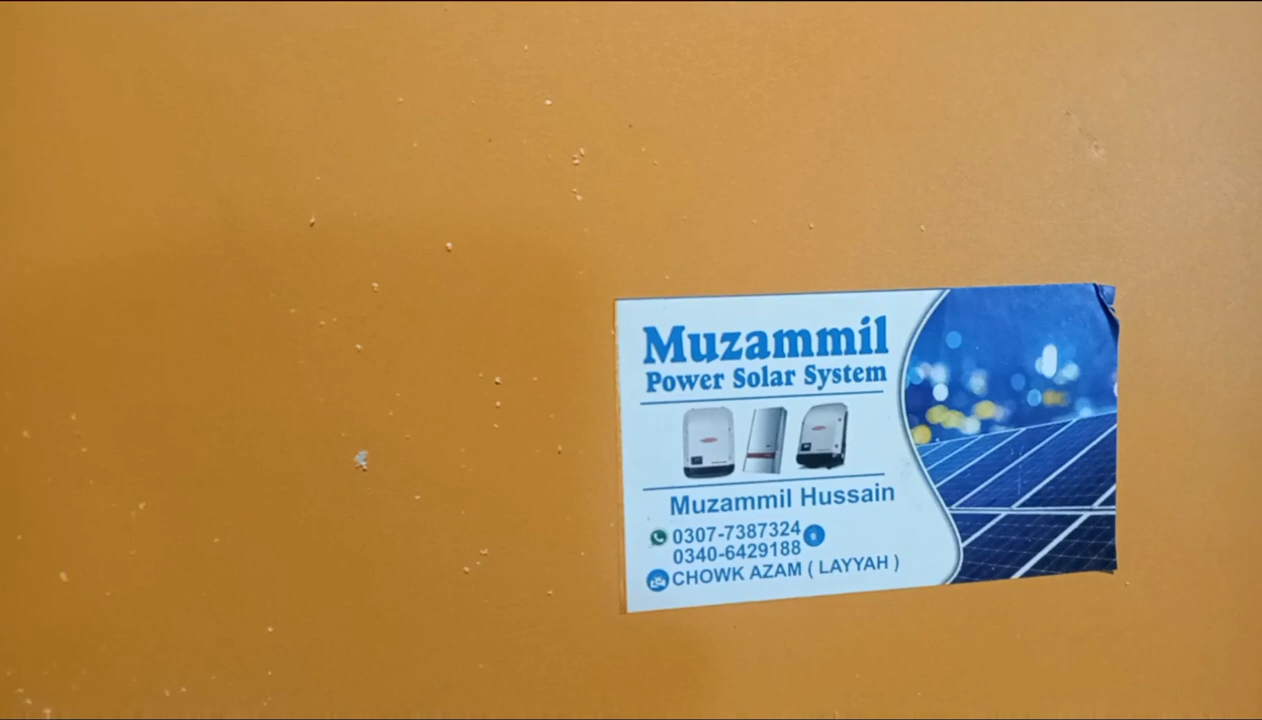 Muzammil
Power Solar System
Muzammil Hussain
0307-7387324
0340-6429188
CHOWK AZAM ( LAYYAH )